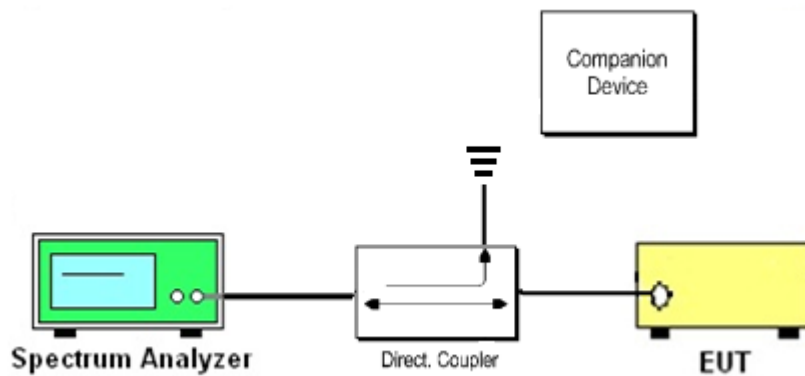 Companion
Device
Spectrum Analyzer
Direct. Coupler
EUT